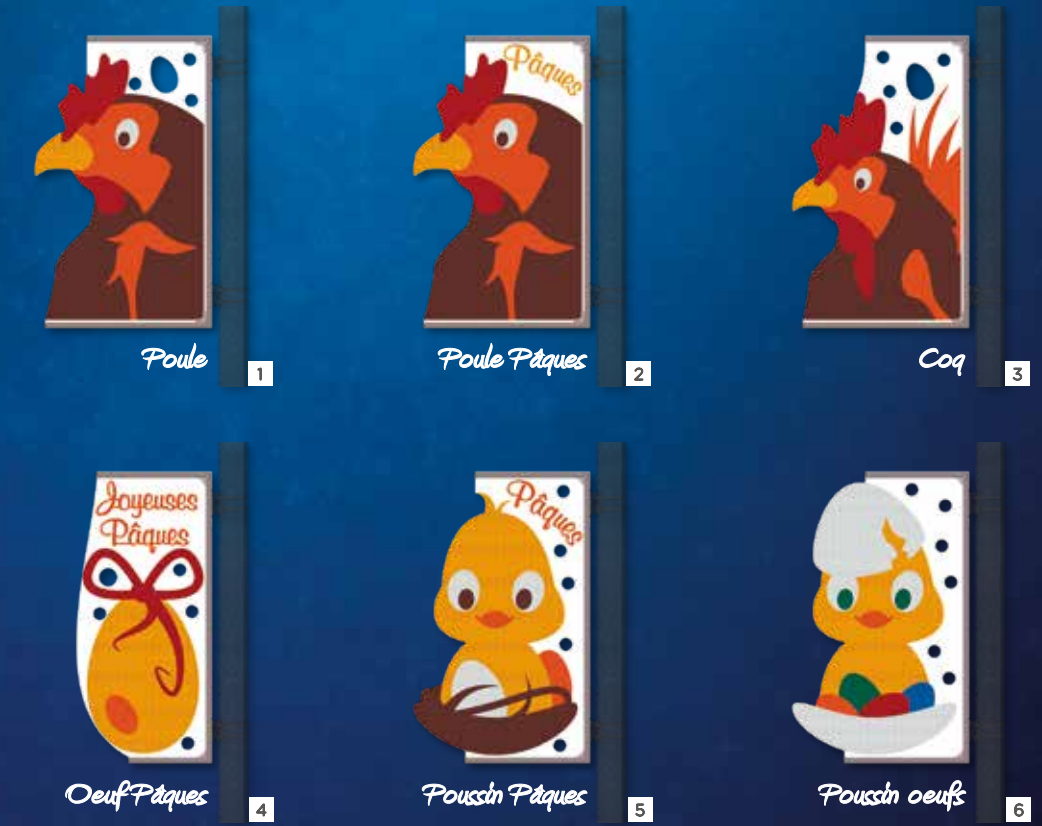 Pâques
Poule
1
Poule Pâques
2
Coq
3
Joyeuses
Pâques
Pâques
Oeuf Pâques
4
Poussin Pâques
5
Poussin oeufs
6